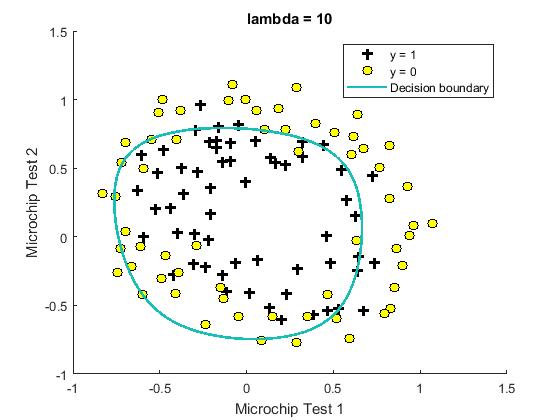 lambda = 10
y = 1
y = 0
Decision boundary
Microchip Test 2
1.5
1
0.5
0
-0.5
-1
-1
-0.5
0
0.5
1
1.5
Microchip Test 1